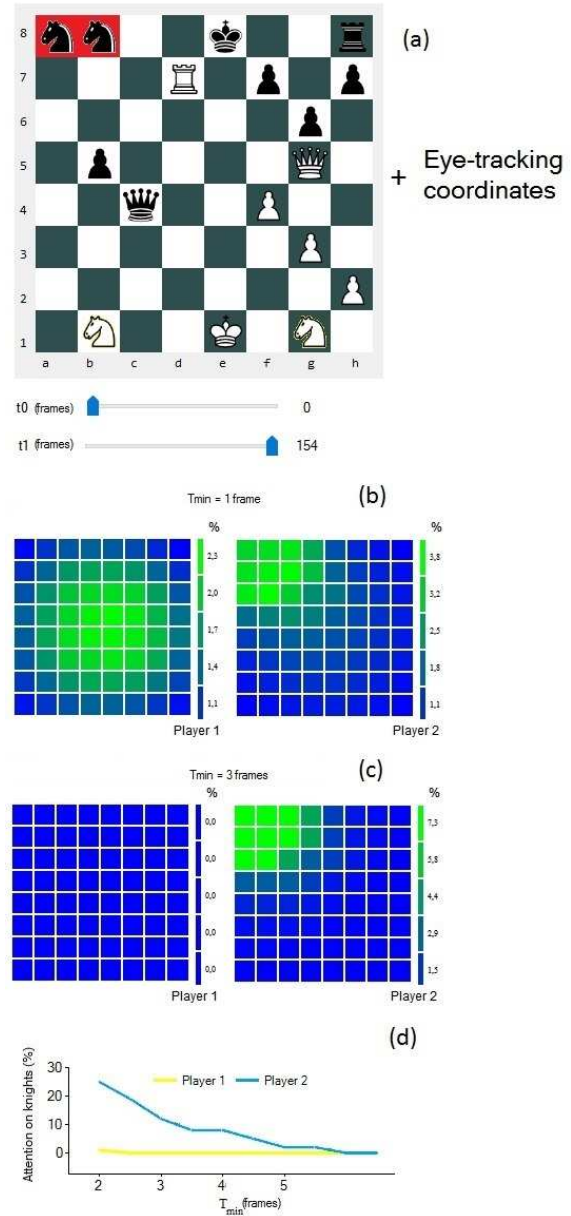 (a)
8
7
6
5
4
3
2
1
a b c d e f g h
+ Eye-tracking
coordinates
t0 (frames) 0
t1 (frames) 154
(b)
Tmin = 1 frame
% %
2,3 3,8
2,0 3,2
1,7 2,5
1,4 1,8
1,1 1,1
Player 1 Player 2
(c)
Tmin = 3 frames
% %
0,0 7,3
0,0 5,8
0,0 4,4
0,0 2,9
0,0 1,5
Player 1 Player 2
(d)
Attention on knights (%)
30
20
10
0
Player 1 Player 2
2 3 4 5
Tmin (frames)